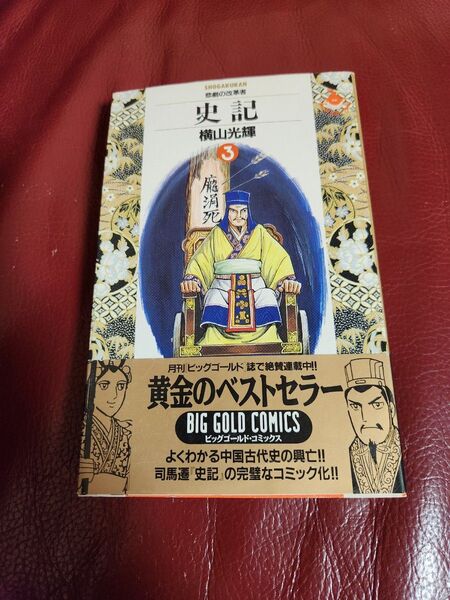 SHOGAKUKAN
悲劇の改革者
史記
横山光輝
3
龐涓死
月刊ビッグゴールド誌で絶賛連載中!!
黄金のベストセラー
BIG GOLD COMICS
ビッグゴールド・コミックス
よくわかる中国古代史の興亡!!
司馬遷『史記』の完璧なコミック化!!